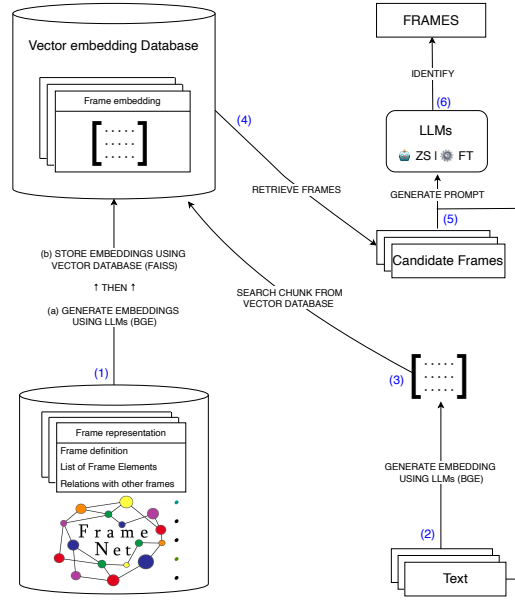 Vector embedding Database
Frame embedding
FRAMES
IDENTIFY
(6)
LLMs
ZS | FT
(4)
RETRIEVE FRAMES
GENERATE PROMPT
(5)
Candidate Frames
(b) STORE EMBEDDINGS USING
VECTOR DATABASE (FAISS)
↑ THEN ↑
(a) GENERATE EMBEDDINGS
USING LLMs (BGE)
(1)
SEARCH CHUNK FROM
VECTOR DATABASE
(3)
Frame representation
Frame definition
List of Frame Elements
Relations with other frames
Frame
Net
GENERATE EMBEDDING
USING LLMs (BGE)
(2)
Text